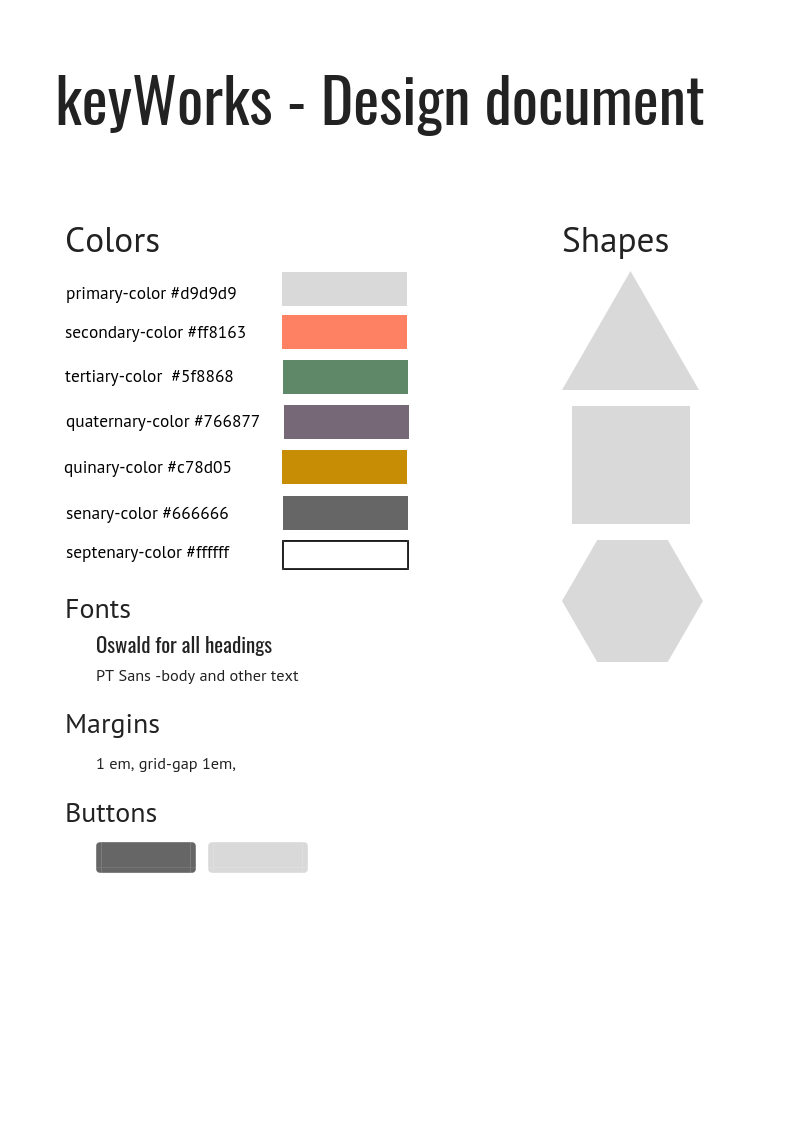 keyWorks - Design document
Colors
primary-color #d9d9d9
secondary-color #ff8163
tertiary-color  #5f8868
quaternary-color #766877
quinary-color #c78d05
senary-color #666666
septenary-color #ffffff
Fonts
Oswald for all headings
PT Sans -body and other text
Margins
1 em, grid-gap 1em,
Buttons
Shapes